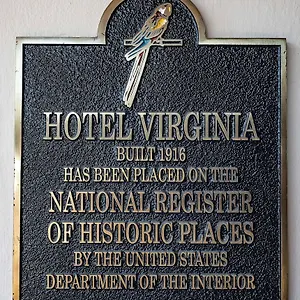 HOTEL VIRGINIA
BUILT 1916
HAS BEEN PLACED ON THE
NATIONAL REGISTER
OF HISTORIC PLACES
BY THE UNITED STATES
DEPARTMENT OF THE INTERIOR